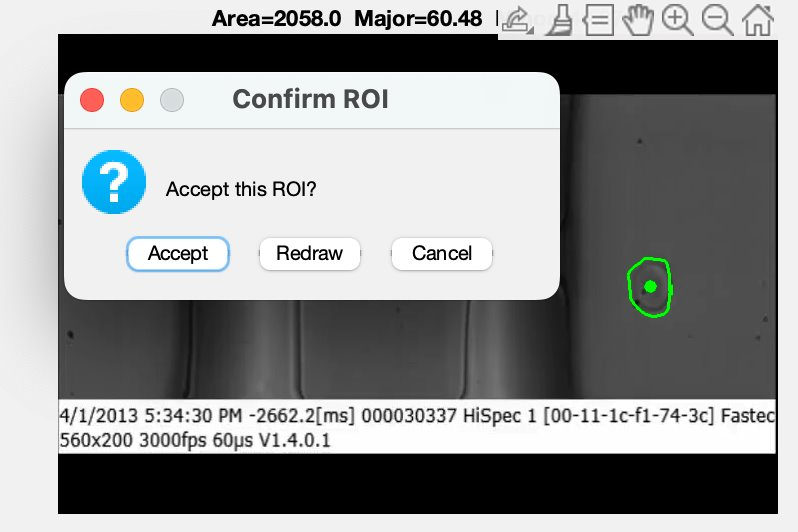 Area=2058.0 Major=60.48
Confirm ROI
?
Accept this ROI?
Accept Redraw Cancel
4/1/2013 5:34:30 PM -2662.2[ms] 000030337 HiSpec 1 [00-11-1c-f1-74-3c] Fastec
560x200 3000fps 60µs V1.4.0.1